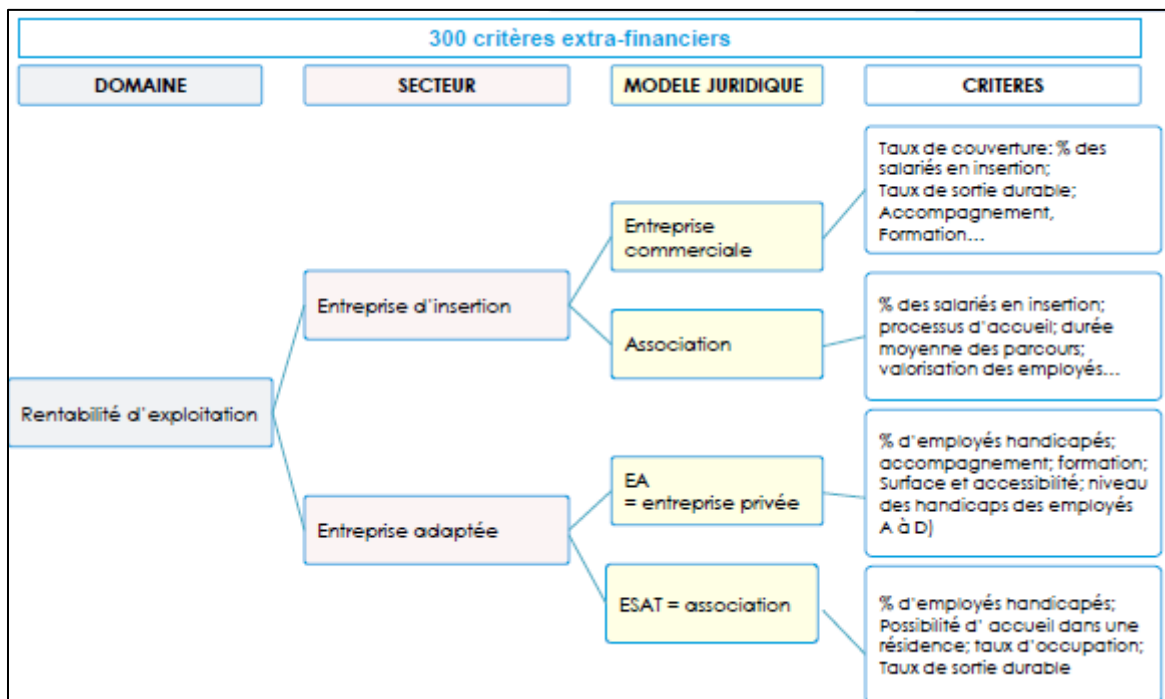 300 critères extra-financiers
DOMAINE
SECTEUR
MODELE JURIDIQUE
CRITERES
Rentabilité d'exploitation
Entreprise d'insertion
Entreprise adaptée
Entreprise
commerciale
Association
EA
= entreprise privée
ESAT = association
Taux de couverture: % des
salariés en insertion;
Taux de sortie durable;
Accompagnement,
Formation...
% des salariés en insertion;
processus d'accueil; durée
moyenne des parcours;
valorisation des employés...
% d'employés handicapés;
accompagnement; formation;
Surface et accessibilité; niveau
des handicaps des employés
A à D)
% d'employés handicapés;
Possibilité d' accueil dans une
résidence; taux d'occupation;
Taux de sortie durable